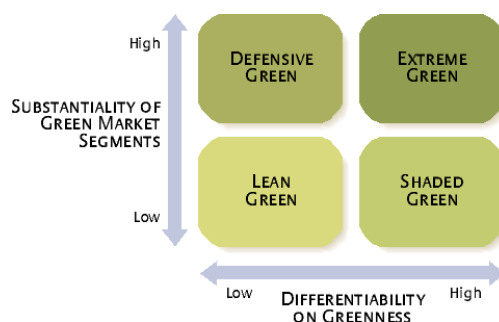 High
DEFENSIVE
GREEN
EXTREME
GREEN
SUBSTANTIALITY OF
GREEN MARKET
SEGMENTS
LEAN
GREEN
SHADED
GREEN
Low
Low
High
DIFFERENTIABILITY
ON GREENNESS